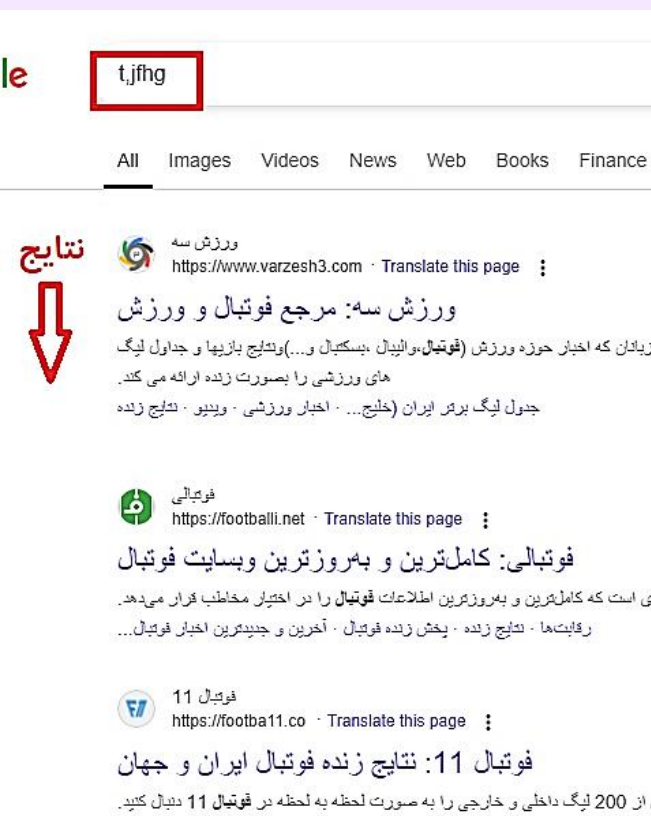 le
t,jfhg
All Images Videos News Web Books Finance
نتایج
ورزش سه
https://www.varzesh3.com · Translate this page
ورزش سه: مرجع فوتبال و ورزش
زبانان که اخبار حوزه ورزش (فوتبال،والیبال ،بسکتبال و...)ونتایج بازیها و جداول لیگ
های ورزشی را بصورت زنده ارائه می کند.
جدول لیگ برتر ایران (خلیج... · اخبار ورزشی · ویدیو · نتایج زنده
فوتبالی
https://footballi.net · Translate this page
فوتبالی: کامل‌ترین و به‌روزترین وبسایت فوتبال
ی است که کامل‌ترین و به‌روزترین اطلاعات فوتبال را در اختیار مخاطب قرار می‌دهد.
رقابت‌ها · نتایج زنده · پخش زنده فوتبال · آخرین و جدیدترین اخبار فوتبال...
فوتبال 11
https://footba11.co · Translate this page
فوتبال 11: نتایج زنده فوتبال ایران و جهان
از 200 لیگ داخلی و خارجی را به صورت لحظه به لحظه در فوتبال 11 دنبال کنید.